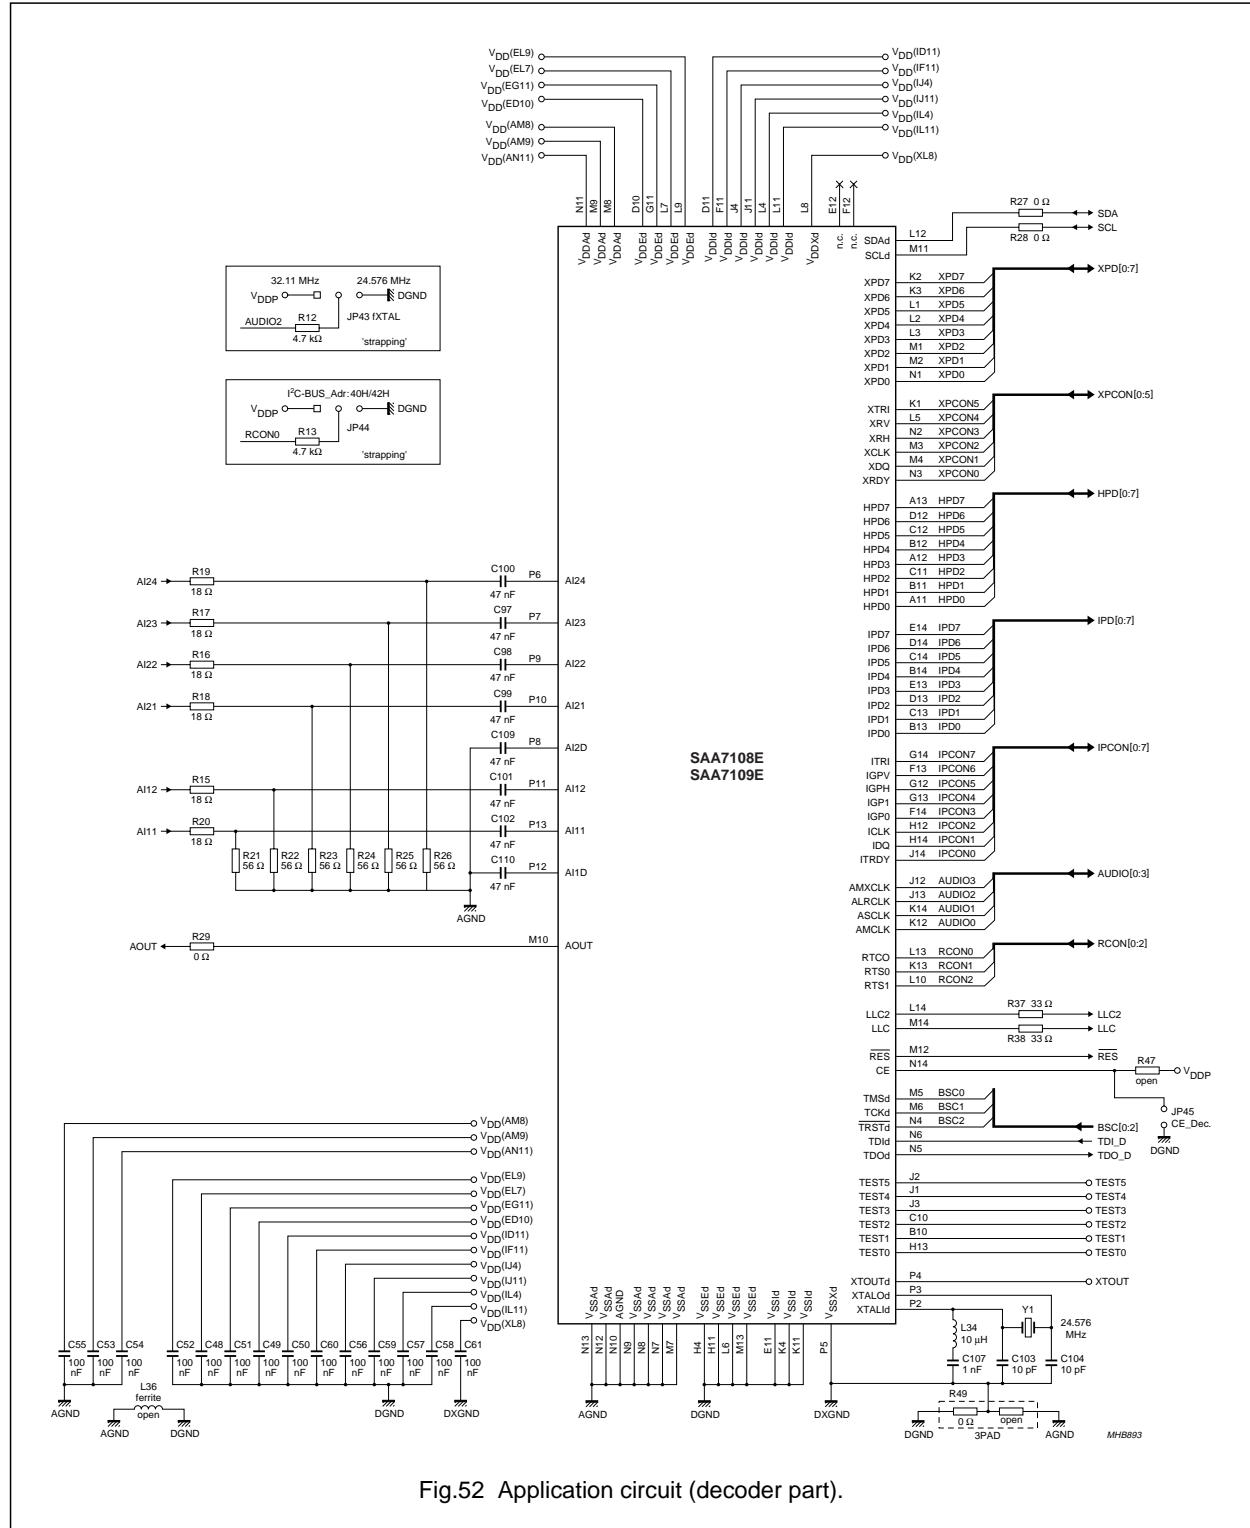 VDD(EL9)
VDD(EL7)
VDD(EG11)
VDD(ED10)
VDD(AM8)
VDD(AM9)
VDD(AN11)
VDD(ID11)
VDD(IF11)
VDD(IJ4)
VDD(IJ11)
VDD(IL4)
VDD(IL11)
VDD(XL8)
N11 M9 M8 D10 G11 L7 L9 D11 F11 J4 J11 L4 L11 L8 E12 F12
VDDAd VDDAd VDDAd VDDEd VDDEd VDDEd VDDEd VDDId VDDId VDDId VDDId VDDId VDDId VDDXd n.c. n.c.
R27 0 Ω
SDAd L12 SDA
SCLd M11 SCL
R28 0 Ω
32.11 MHz 24.576 MHz
VDDP DGND
AUDIO2 R12 JP43 fXTAL
4.7 kΩ 'strapping'
I2C-BUS_Adr: 40H/42H
VDDP DGND
RCON0 R13 JP44
4.7 kΩ 'strapping'
XPD7 K2 XPD7 XPD[0:7]
XPD6 K3 XPD6
XPD5 L1 XPD5
XPD4 L2 XPD4
XPD3 L3 XPD3
XPD2 M1 XPD2
XPD1 M2 XPD1
XPD0 N1 XPD0
XTRI K1 XPCON5 XPCON[0:5]
XRV L5 XPCON4
XRH N2 XPCON3
XCLK M3 XPCON2
XDQ M4 XPCON1
XRDY N3 XPCON0
HPD7 A13 HPD7 HPD[0:7]
HPD6 D12 HPD6
HPD5 C12 HPD5
HPD4 B12 HPD4
HPD3 A12 HPD3
HPD2 C11 HPD2
HPD1 B11 HPD1
HPD0 A11 HPD0
IPD7 E14 IPD7 IPD[0:7]
IPD6 D14 IPD6
IPD5 C14 IPD5
IPD4 B14 IPD4
IPD3 E13 IPD3
IPD2 D13 IPD2
IPD1 C13 IPD1
IPD0 B13 IPD0
AI24 R19 18 Ω C100 47 nF P6 AI24
AI23 R17 18 Ω C97 47 nF P7 AI23
AI22 R16 18 Ω C98 47 nF P9 AI22
AI21 R18 18 Ω C99 47 nF P10 AI21
C109 47 nF P8 AI2D
AI12 R15 18 Ω C101 47 nF P11 AI12
AI11 R20 18 Ω C102 47 nF P13 AI11
R21 56 Ω R22 56 Ω R23 56 Ω R24 56 Ω R25 56 Ω R26 56 Ω
C110 47 nF P12 AI1D
AGND
AOUT R29 0 Ω M10 AOUT
SAA7108E
SAA7109E
ITRI G14 IPCON7 IPCON[0:7]
IGPV F13 IPCON6
IGPH G12 IPCON5
IGP1 G13 IPCON4
IGP0 F14 IPCON3
ICLK H12 IPCON2
IDQ H14 IPCON1
ITRDY J14 IPCON0
AMXCLK J12 AUDIO3 AUDIO[0:3]
ALRCLK J13 AUDIO2
ASCLK K14 AUDIO1
AMCLK K12 AUDIO0
RTCO L13 RCON0 RCON[0:2]
RTS0 K13 RCON1
RTS1 L10 RCON2
R37 33 Ω
LLC2 L14 LLC2
LLC M14 LLC
R38 33 Ω
RES M12 RES
CE N14 R47 open VDDP
JP45
CE_Dec.
DGND
TMSd M5 BSC0
TCKd M6 BSC1
TRSTd N4 BSC2 BSC[0:2]
TDId N6 TDI_D
TDOd N5 TDO_D
TEST5 J2 TEST5
TEST4 J1 TEST4
TEST3 J3 TEST3
TEST2 C10 TEST2
TEST1 B10 TEST1
TEST0 H13 TEST0
XTOUTd P4 XTOUT
XTALOd P3
XTALId P2
L34 10 µH
Y1 24.576 MHz
C107 1 nF
C103 10 pF
C104 10 pF
R49
0 Ω open
DGND 3PAD AGND
VDD(AM8)
VDD(AM9)
VDD(AN11)
VDD(EL9)
VDD(EL7)
VDD(EG11)
VDD(ED10)
VDD(ID11)
VDD(IF11)
VDD(IJ4)
VDD(IJ11)
VDD(IL4)
VDD(IL11)
VDD(XL8)
C55 C53 C54 C52 C48 C51 C49 C50 C60 C56 C59 C57 C58 C61
100 100 100 100 100 100 100 100 100 100 100 100 100 100
nF nF nF nF nF nF nF nF nF nF nF nF nF nF
AGND DGND DXGND
L36
ferrite
open
AGND DGND
VSSAd VSSAd AGND VSSAd VSSAd VSSAd VSSAd VSSEd VSSEd VSSEd VSSEd VSSId VSSId VSSId VSSXd
N13 N12 N10 N9 N8 N7 M7 H4 H11 L6 M13 E11 K4 K11 P5
AGND DGND DXGND
MHB893
Fig.52 Application circuit (decoder part).